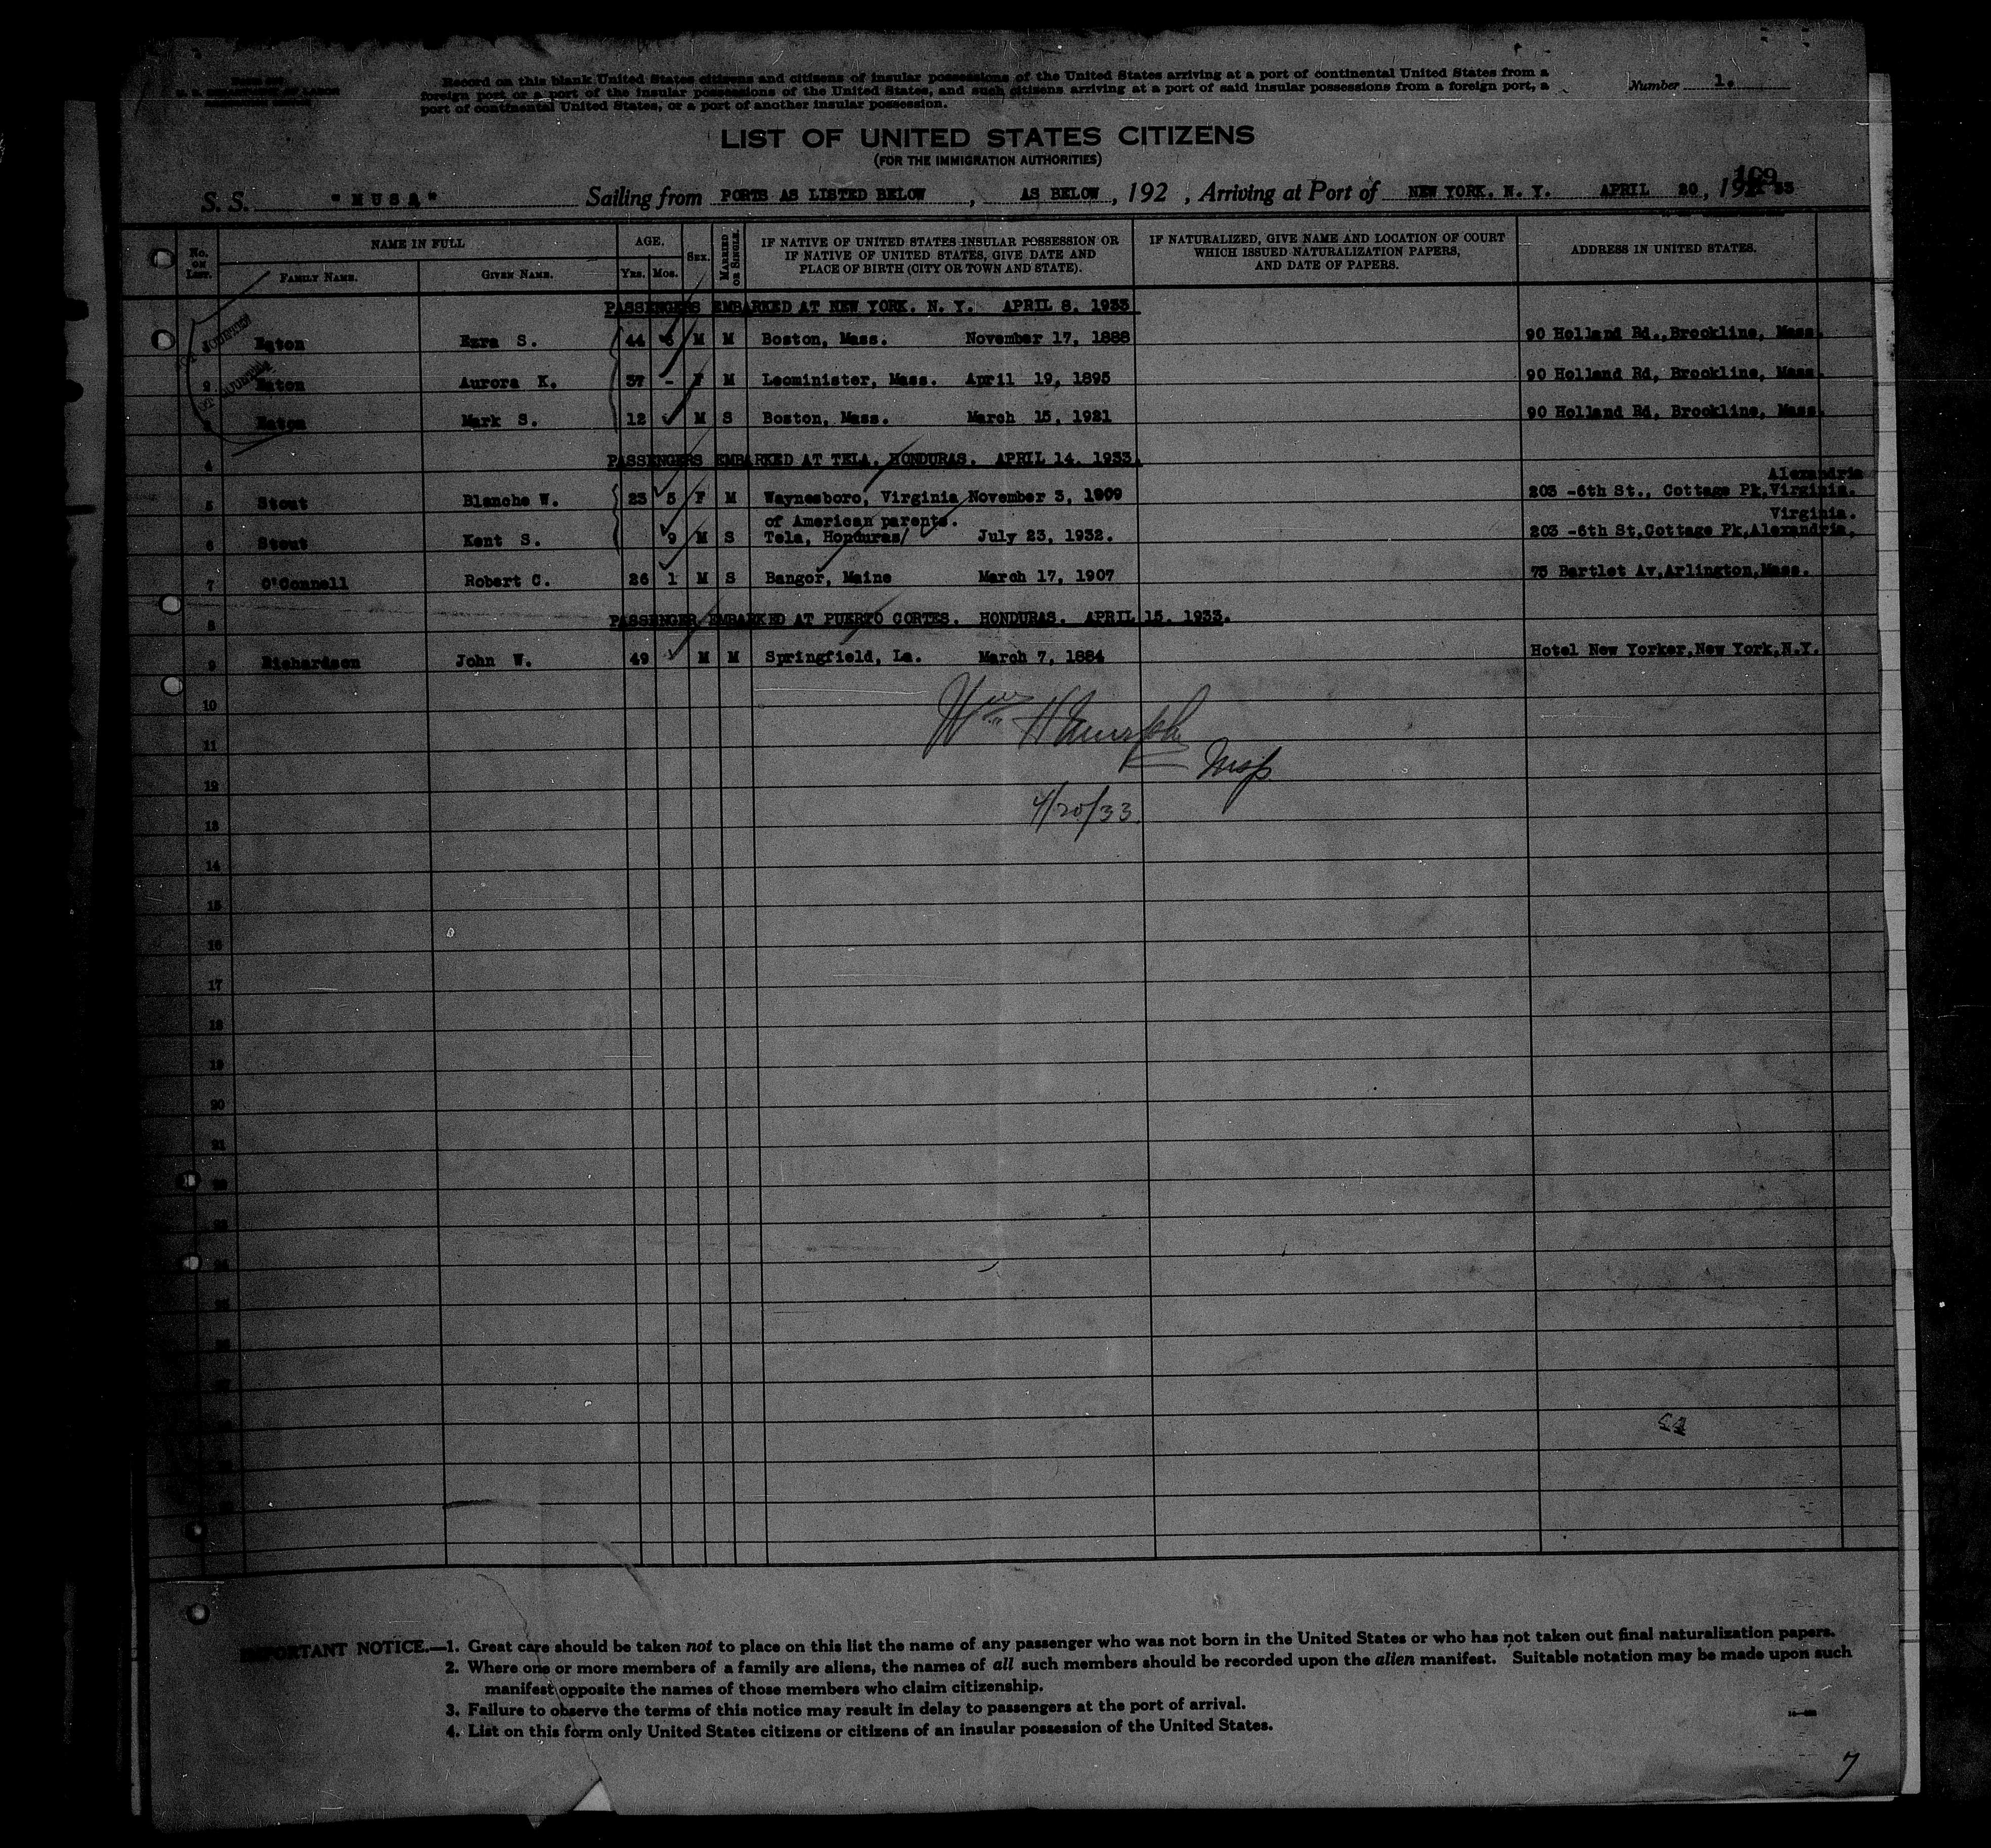 U. S. DEPARTMENT OF LABOR
Record on this blank United States citizens and citizens of insular possessions of the United States arriving at a port of continental United States from a
foreign port or a port of the insular possessions of the United States, and such citizens arriving at a port of said insular possessions from a foreign port, a
port of continental United States, or a port of another insular possession.
Number 1.
LIST OF UNITED STATES CITIZENS
(FOR THE IMMIGRATION AUTHORITIES)
169
S. S. "MUSA" Sailing from PORTS AS LISTED BELOW, AS BELOW, 192 , Arriving at Port of NEW YORK. N. Y. APRIL 20, 1933
No. ON LIST. NAME IN FULL FAMILY NAME. GIVEN NAME. AGE. YRS. MOS. SEX. MARRIED OR SINGLE. IF NATIVE OF UNITED STATES INSULAR POSSESSION OR IF NATIVE OF UNITED STATES, GIVE DATE AND PLACE OF BIRTH (CITY OR TOWN AND STATE). IF NATURALIZED, GIVE NAME AND LOCATION OF COURT WHICH ISSUED NATURALIZATION PAPERS, AND DATE OF PAPERS. ADDRESS IN UNITED STATES.
PASSENGERS EMBARKED AT NEW YORK. N. Y. APRIL 8, 1933
Eaton Ezra S. 44 5 M M Boston, Mass. November 17, 1888 90 Holland Rd., Brookline, Mass.
2 Eaton Aurora K. 37 - F M Leominister, Mass. April 19, 1895 90 Holland Rd, Brookline, Mass.
3 Eaton Mark S. 12 M S Boston, Mass. March 15, 1921 90 Holland Rd, Brookline, Mass.
4 PASSENGERS EMBARKED AT TELA, HONDURAS. APRIL 14, 1933.
Alexandria
5 Stout Blanche W. 23 5 F M Waynesboro, Virginia November 3, 1909 203 -6th St., Cottage Pk, Virginia.
of American parents. Virginia.
6 Stout Kent S. 9 M S Tela, Honduras/ July 23, 1932. 203 -6th St, Cottage Pk, Alexandria,
7 O'Connell Robert C. 26 1 M S Bangor, Maine March 17, 1907 75 Bartlet Av, Arlington, Mass.
8 PASSENGER EMBARKED AT PUERTO CORTES. HONDURAS. APRIL 15. 1933.
9 Richardson John W. 49 M M Springfield, La. March 7, 1884 Hotel New Yorker, New York, N.Y.
10
Wm H Murphy
11
Insp
12
4/20/33
13
14
15
16
17
18
19
20
21
IMPORTANT NOTICE.—1. Great care should be taken not to place on this list the name of any passenger who was not born in the United States or who has not taken out final naturalization papers.
2. Where one or more members of a family are aliens, the names of all such members should be recorded upon the alien manifest. Suitable notation may be made upon such
manifest opposite the names of those members who claim citizenship.
3. Failure to observe the terms of this notice may result in delay to passengers at the port of arrival.
4. List on this form only United States citizens or citizens of an insular possession of the United States.
7